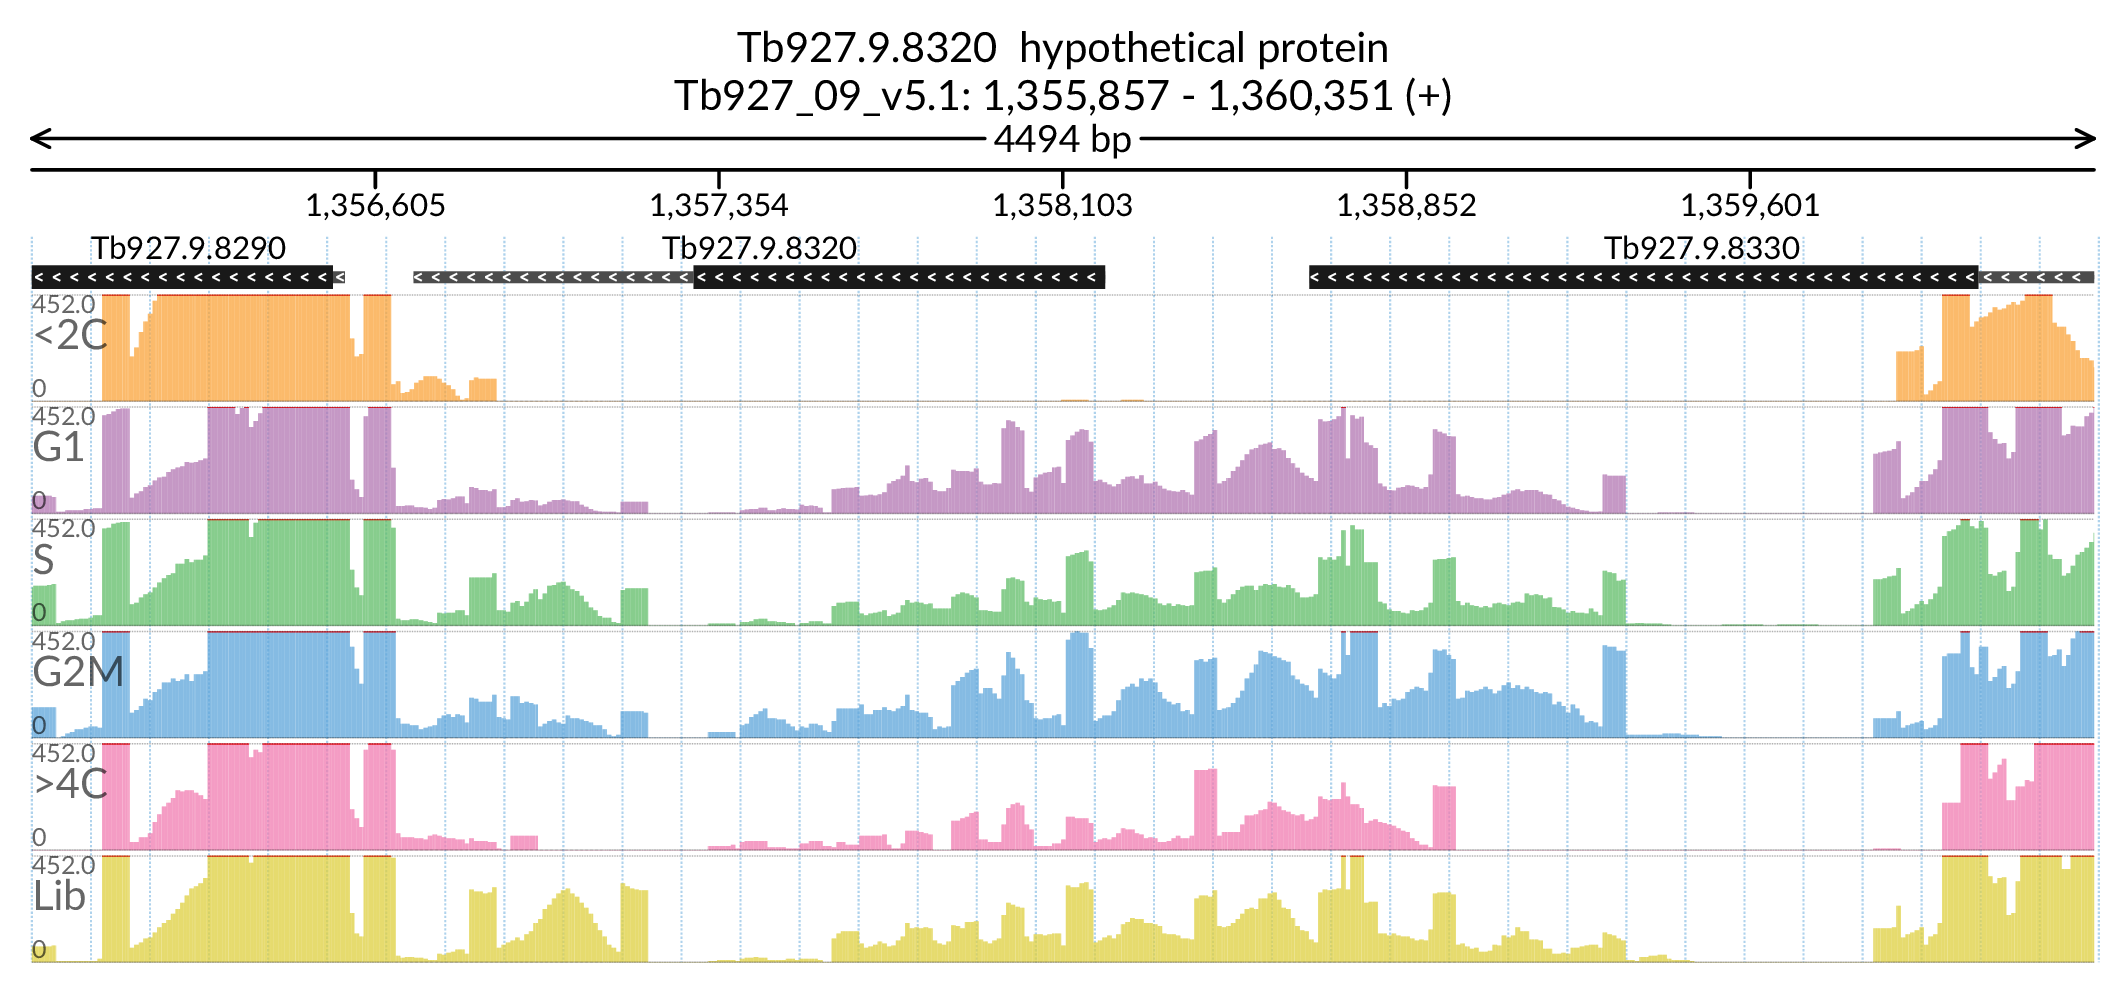 Tb927.9.8320  hypothetical protein
Tb927_09_v5.1: 1,355,857 - 1,360,351 (+)
4494 bp
1,356,605 1,357,354 1,358,103 1,358,852 1,359,601
Tb927.9.8290 Tb927.9.8320 Tb927.9.8330
452.0
<2C
0
452.0
G1
0
452.0
S
0
452.0
G2M
0
452.0
>4C
0
452.0
Lib
0